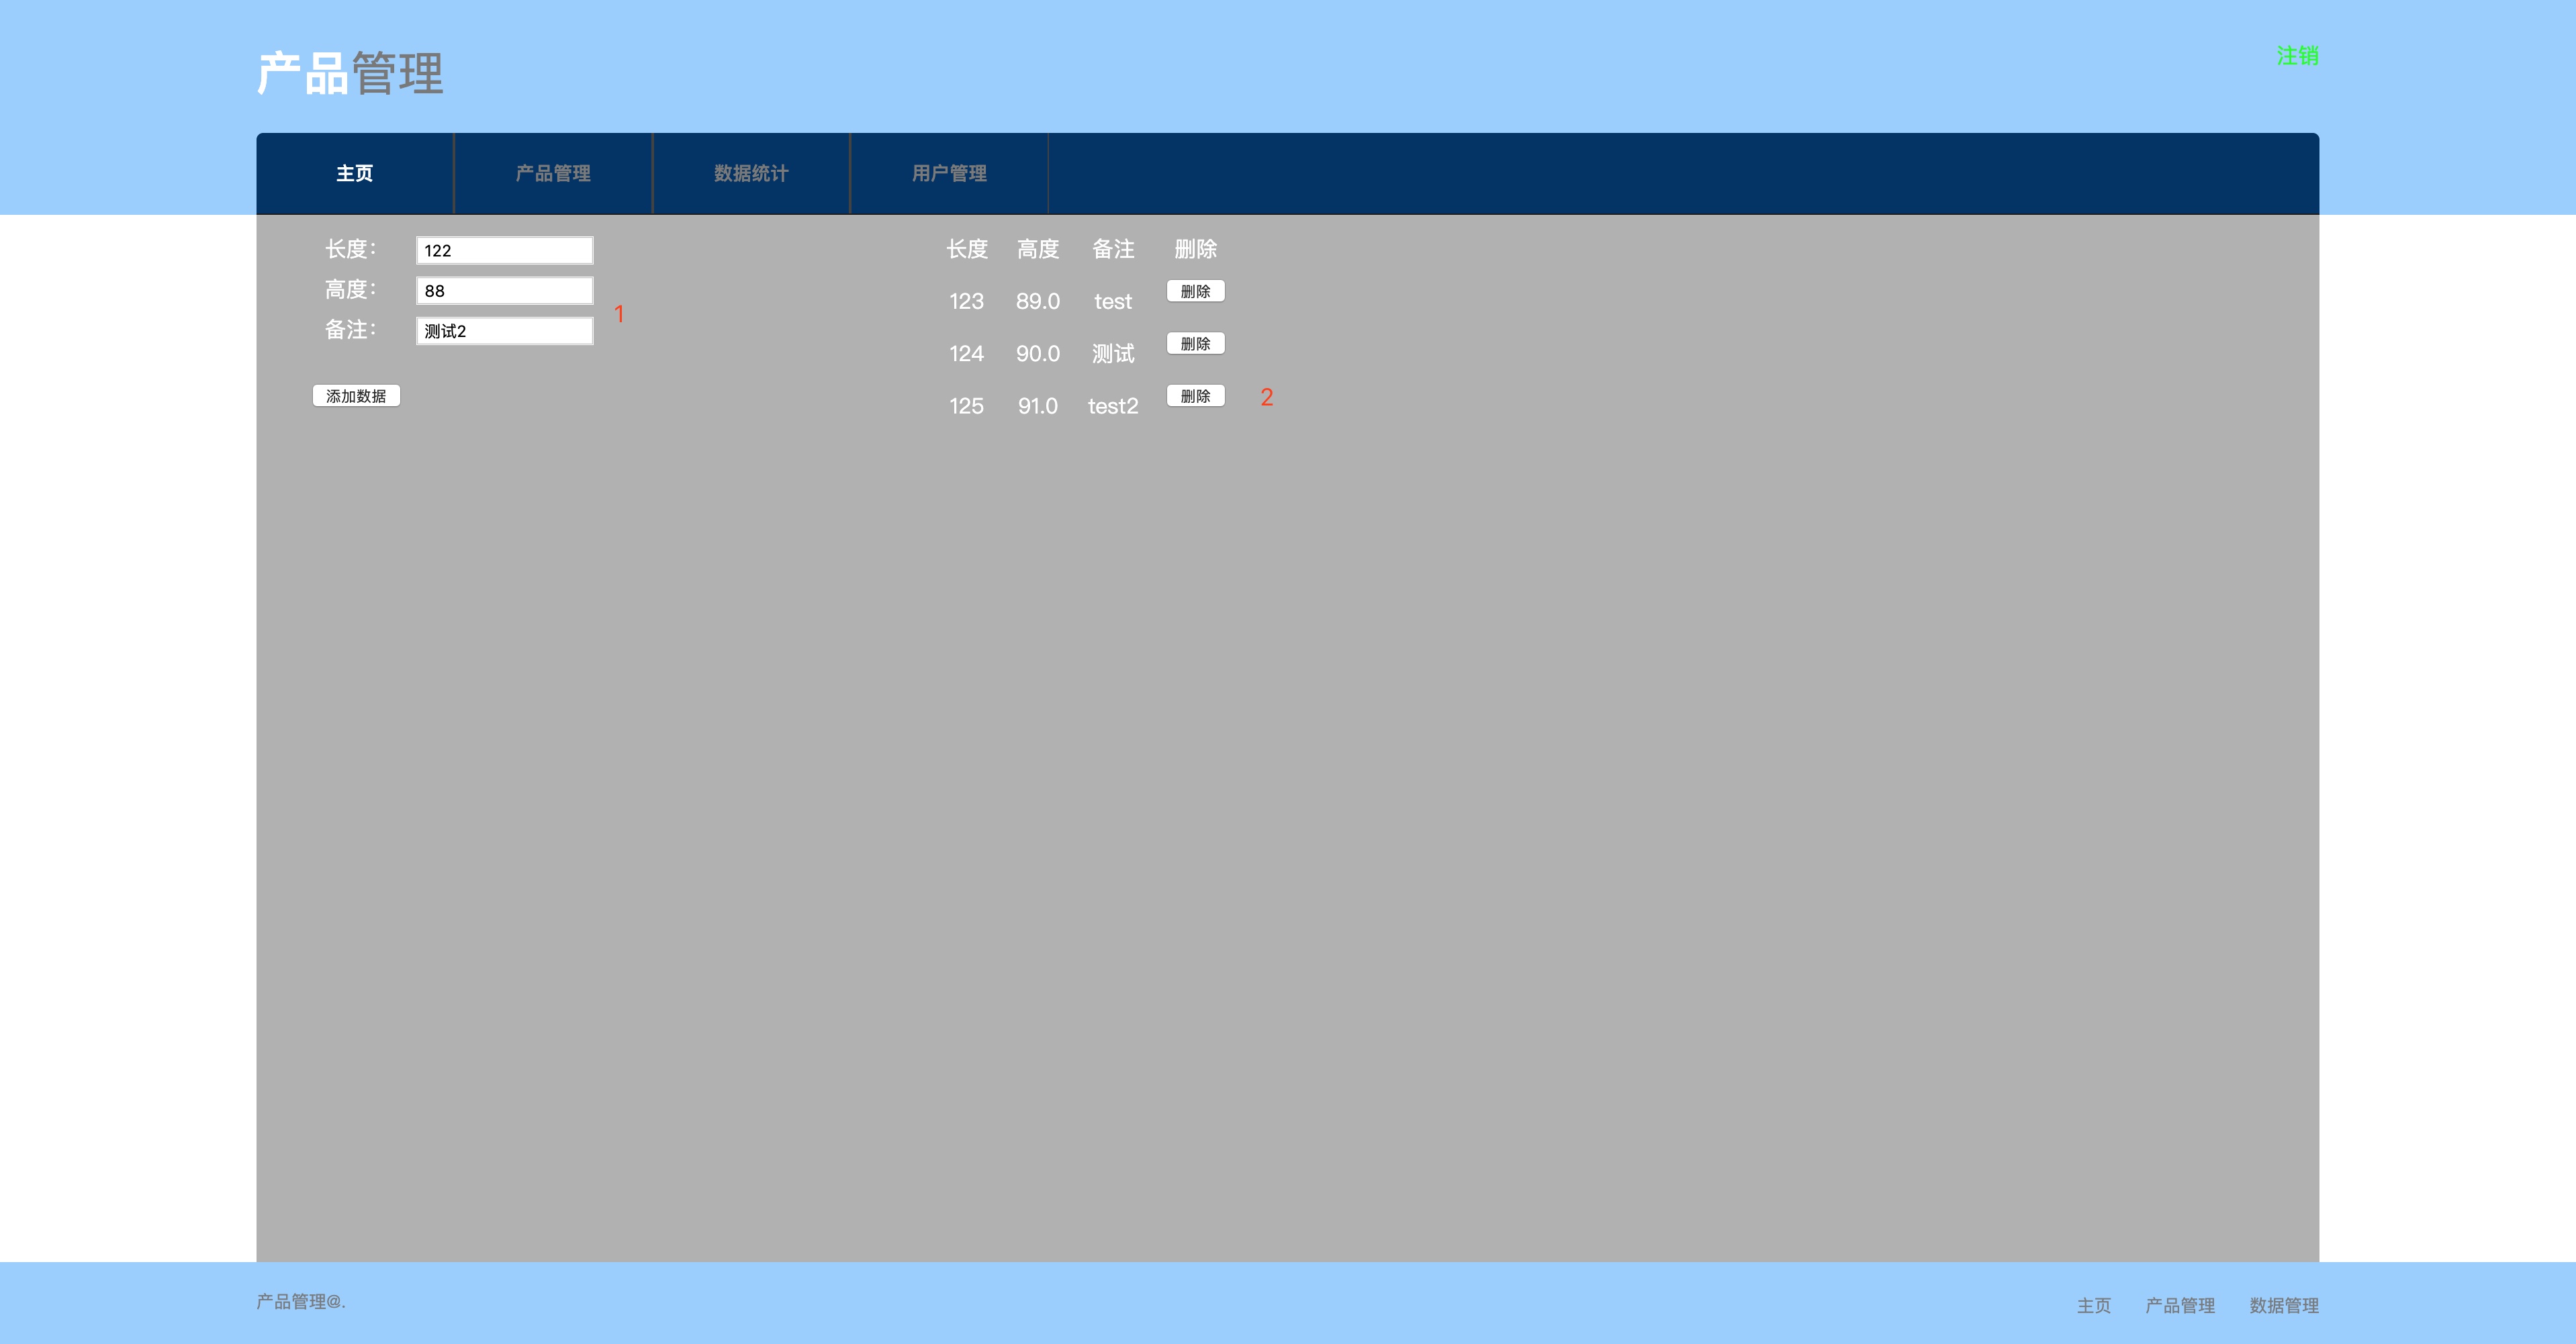 产品管理
注销
主页 产品管理 数据统计 用户管理
长度： 122
高度： 88
备注： 测试2
1
添加数据
长度 高度 备注 删除
123 89.0 test 删除
124 90.0 测试 删除
125 91.0 test2 删除 2
产品管理@.
主页 产品管理 数据管理